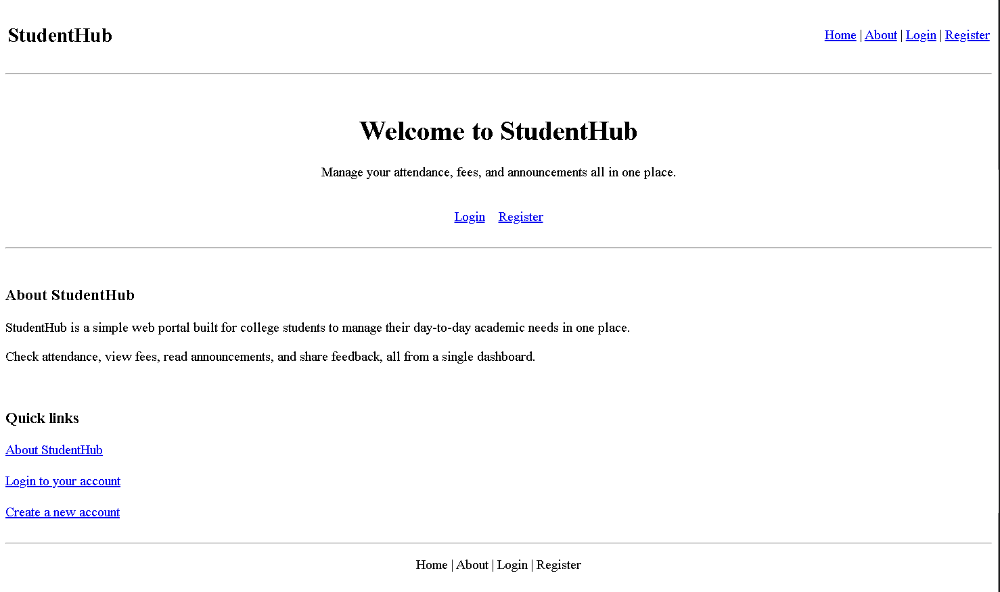 StudentHub
Home | About | Login | Register
Welcome to StudentHub
Manage your attendance, fees, and announcements all in one place.
Login Register
About StudentHub
StudentHub is a simple web portal built for college students to manage their day-to-day academic needs in one place.
Check attendance, view fees, read announcements, and share feedback, all from a single dashboard.
Quick links
About StudentHub
Login to your account
Create a new account
Home | About | Login | Register